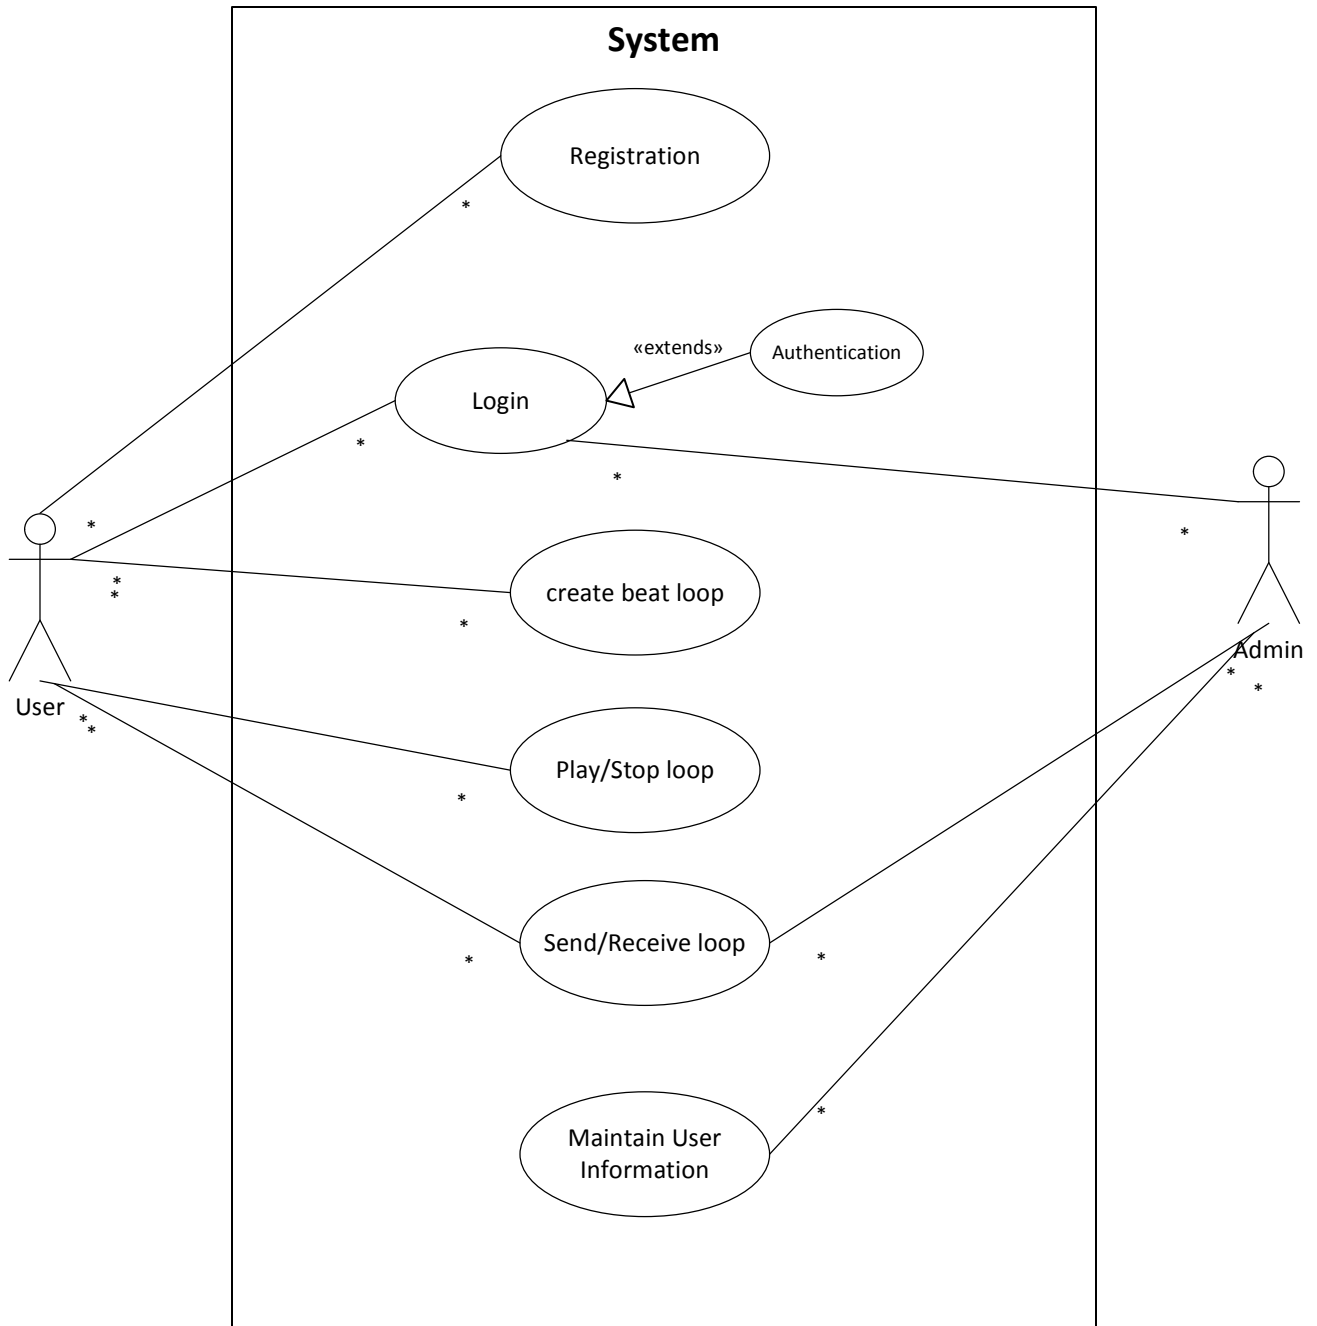 System
Registration
*
«extends»
Authentication
Login
*
*
*
*
create beat loop
*
*
*
*
Admin
*
*
User
*
*
Play/Stop loop
*
Send/Receive loop
*
*
*
Maintain User
Information